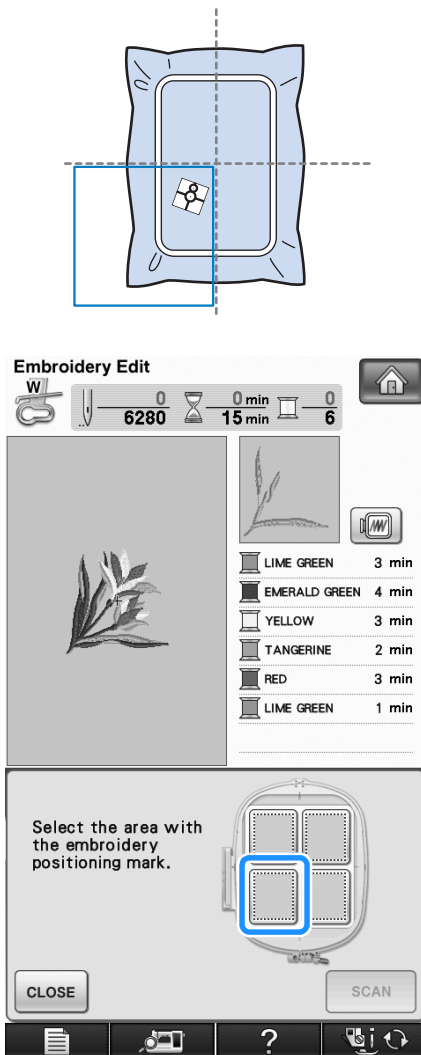 Embroidery Edit
W
0
6280
0 min
15 min
0
6
LIME GREEN 3 min
EMERALD GREEN 4 min
YELLOW 3 min
TANGERINE 2 min
RED 3 min
LIME GREEN 1 min
Select the area with
the embroidery
positioning mark.
CLOSE
SCAN
?